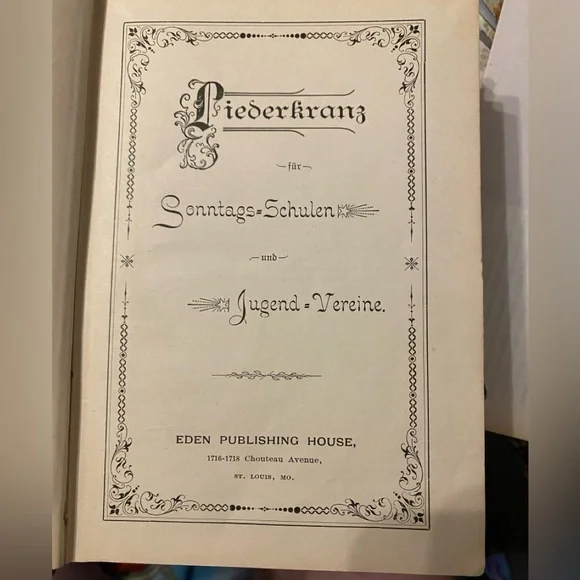 Liederkranz
für
Sonntags=Schulen
und
Jugend=Vereine.
EDEN PUBLISHING HOUSE,
1716-1718 Chouteau Avenue,
ST. LOUIS, MO.